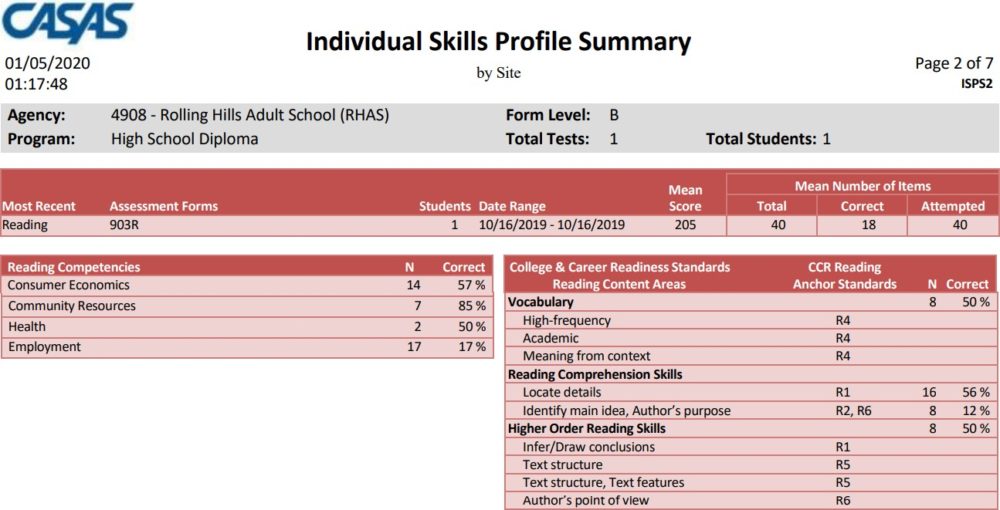 CASAS
Individual Skills Profile Summary
01/05/2020
by Site
Page 2 of 7
01:17:48
ISPS2
Agency: 4908 - Rolling Hills Adult School (RHAS) Form Level: B
Program: High School Diploma Total Tests: 1 Total Students: 1
Mean Number of Items
Most Recent Assessment Forms Students Date Range Mean Score Total Correct Attempted
Reading 903R 1 10/16/2019 - 10/16/2019 205 40 18 40
Reading Competencies N Correct
Consumer Economics 14 57 %
Community Resources 7 85 %
Health 2 50 %
Employment 17 17 %
College & Career Readiness Standards CCR Reading
Reading Content Areas Anchor Standards N Correct
Vocabulary 8 50 %
High-frequency R4
Academic R4
Meaning from context R4
Reading Comprehension Skills
Locate details R1 16 56 %
Identify main idea, Author’s purpose R2, R6 8 12 %
Higher Order Reading Skills 8 50 %
Infer/Draw conclusions R1
Text structure R5
Text structure, Text features R5
Author’s point of view R6